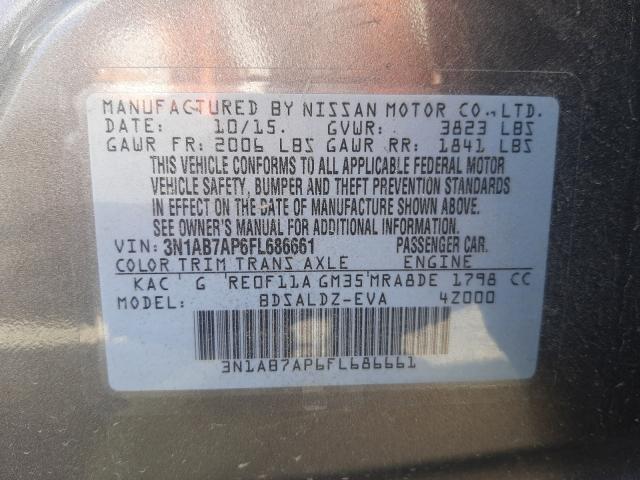 MANUFACTURED BY NISSAN MOTOR CO., LTD.
DATE: 10/15. GVWR: 3823 LBS
GAWR FR: 2006 LBS GAWR RR: 1841 LBS
THIS VEHICLE CONFORMS TO ALL APPLICABLE FEDERAL MOTOR
VEHICLE SAFETY, BUMPER AND THEFT PREVENTION STANDARDS
IN EFFECT ON THE DATE OF MANUFACTURE SHOWN ABOVE.
SEE OWNER'S MANUAL FOR ADDITIONAL INFORMATION.
VIN: 3N1AB7AP6FL686661 PASSENGER CAR.
COLOR TRIM TRANS AXLE ENGINE
KAC G RE0F11A GM35 MRA8DE 1798 CC
MODEL: BDSALDZ-EVA 4Z000
3N1AB7AP6FL686661